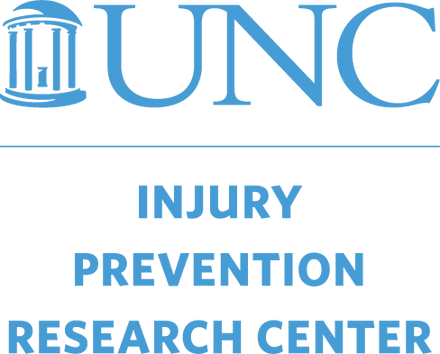 UNC
INJURY
PREVENTION
RESEARCH CENTER